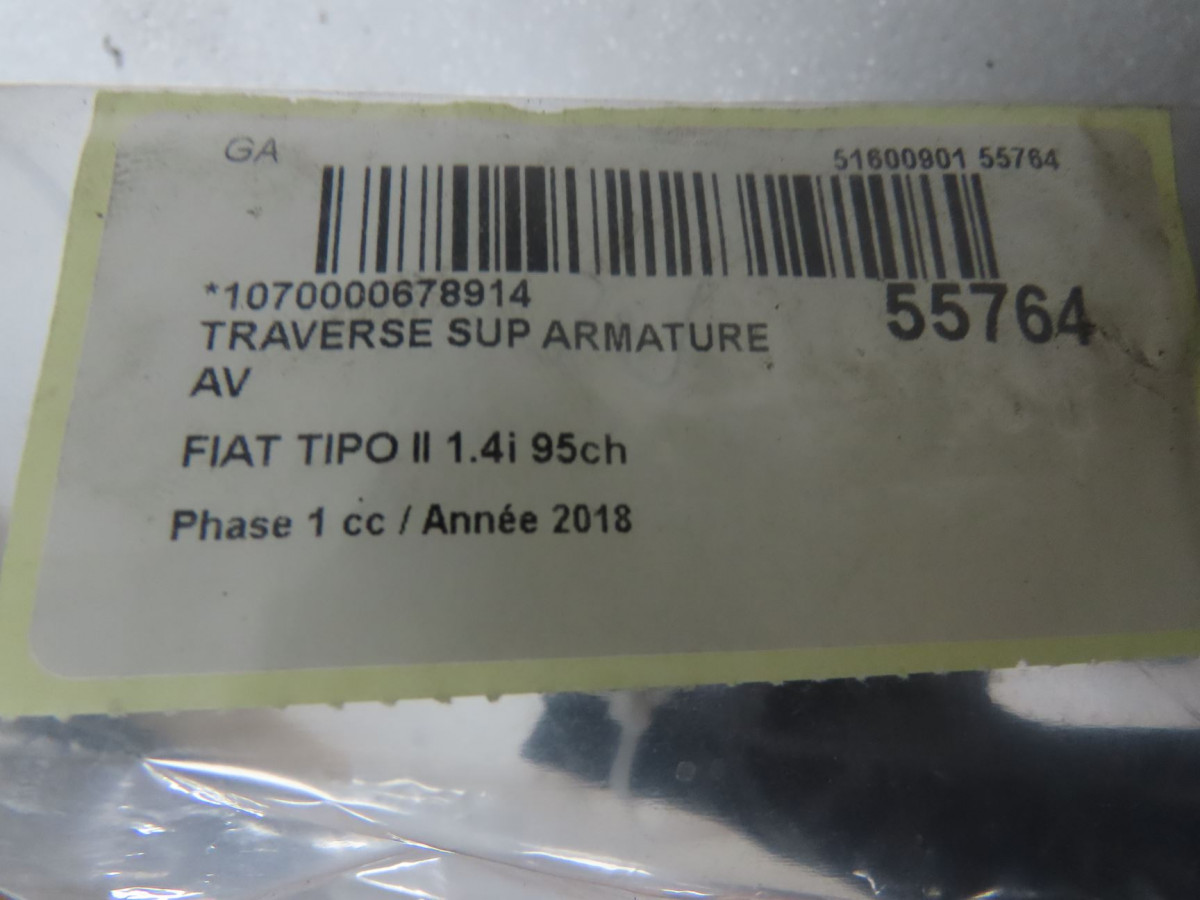 GA
51600901 55764
*1070000678914
55764
TRAVERSE SUP ARMATURE
AV
FIAT TIPO II 1.4i 95ch
Phase 1 cc / Année 2018